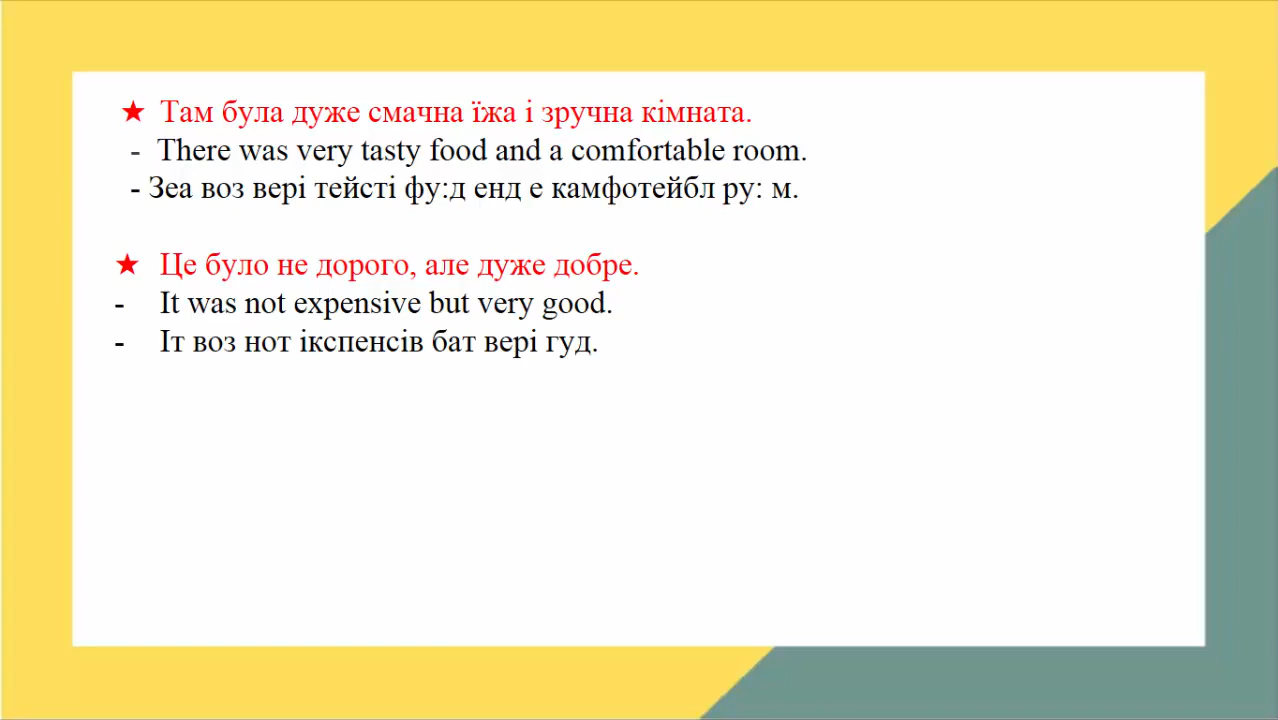 ★ Там була дуже смачна їжа і зручна кімната.
- There was very tasty food and a comfortable room.
- Зеа воз вері тейсті фу:д енд е камфотейбл ру: м.
★ Це було не дорого, але дуже добре.
- It was not expensive but very good.
- Іт воз нот ікспенсів бат вері гуд.